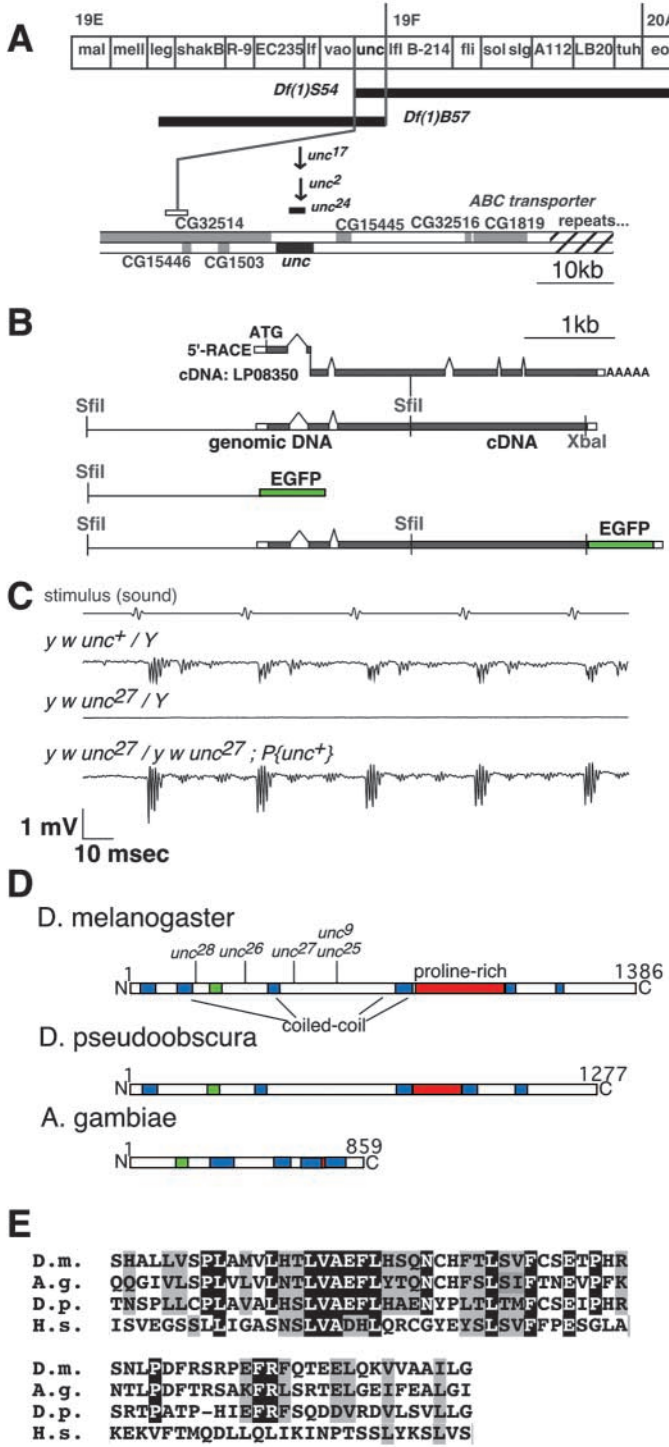 19E 19F 20A
A
mal mell leg shakB R-9 EC235 lf vao unc lfl B-214 fli sol slg A112 LB20 tuh eo
Df(1)S54
Df(1)B57
unc17
unc2
unc24
ABC transporter
CG32514 CG15445 CG32516 CG1819 repeats...
CG15446 CG1503 unc
10kb
B
ATG
1kb
5'-RACE
cDNA: LP08350 AAAAA
SfiI SfiI
genomic DNA cDNA XbaI
SfiI EGFP
SfiI SfiI EGFP
C
stimulus (sound)
y w unc+ / Y
y w unc27 / Y
y w unc27 / y w unc27 ; P{unc+}
1 mV
10 msec
D
D. melanogaster
unc9
unc28 unc26 unc27 unc25
1 proline-rich 1386
N C
coiled-coil
D. pseudoobscura
1 1277
N C
A. gambiae
1 859
N C
E
D.m. SHALLVSPLAMVLHTLVAEFLHSQNCHFTLSVFCSETPHR
A.g. QQGIVLSPLVLVLNTLVAEFLYTQNCHFSLSIFTNEVPFK
D.p. TNSPLLCPLAVALHSLVAEFLHAENYPLTLTMFCSEIPHR
H.s. ISVEGSSLLIGASNSLVADHLQRCGYEYSLSVFFPESGLA
D.m. SNLPDFRSRPEFRFQTEELQKVVAAILG
A.g. NTLPDFTRSAKFRLSRTELGEIFEALGI
D.p. SRTPATP-HIEFRFSQDDVRDVLSVLLG
H.s. KEKVFTMQDLLQLIKINPTSSLYKSLVS